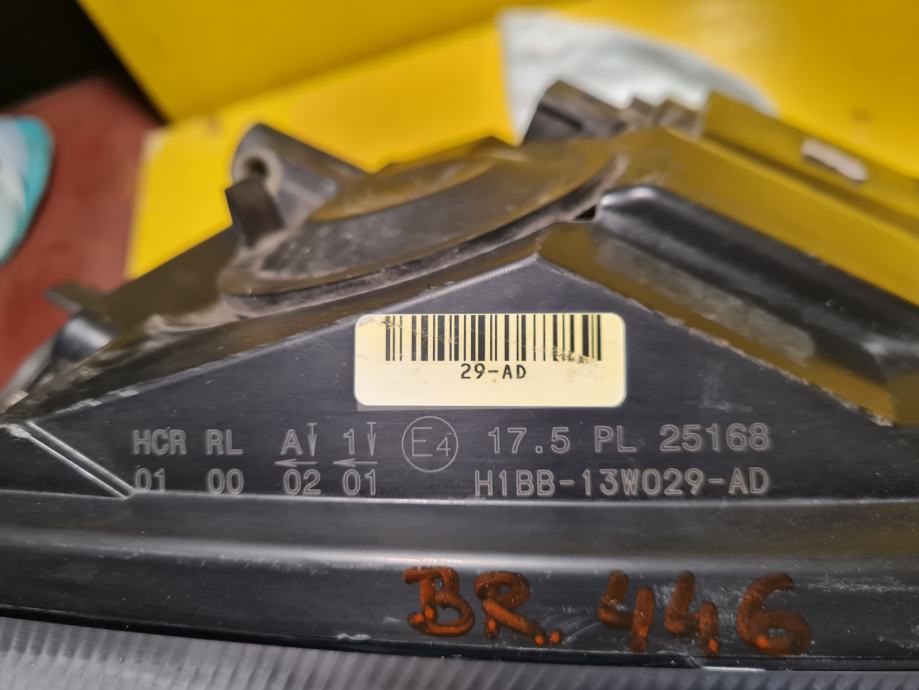 29-AD
HCR RL A 1 E4 17.5 PL 25168
01 00 02 01 H1BB-13W029-AD
BR. 446